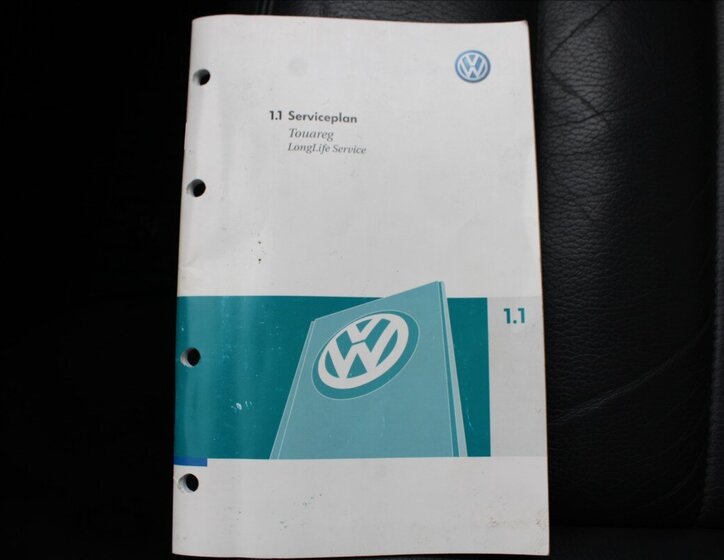 1.1 Serviceplan
Touareg
LongLife Service
1.1